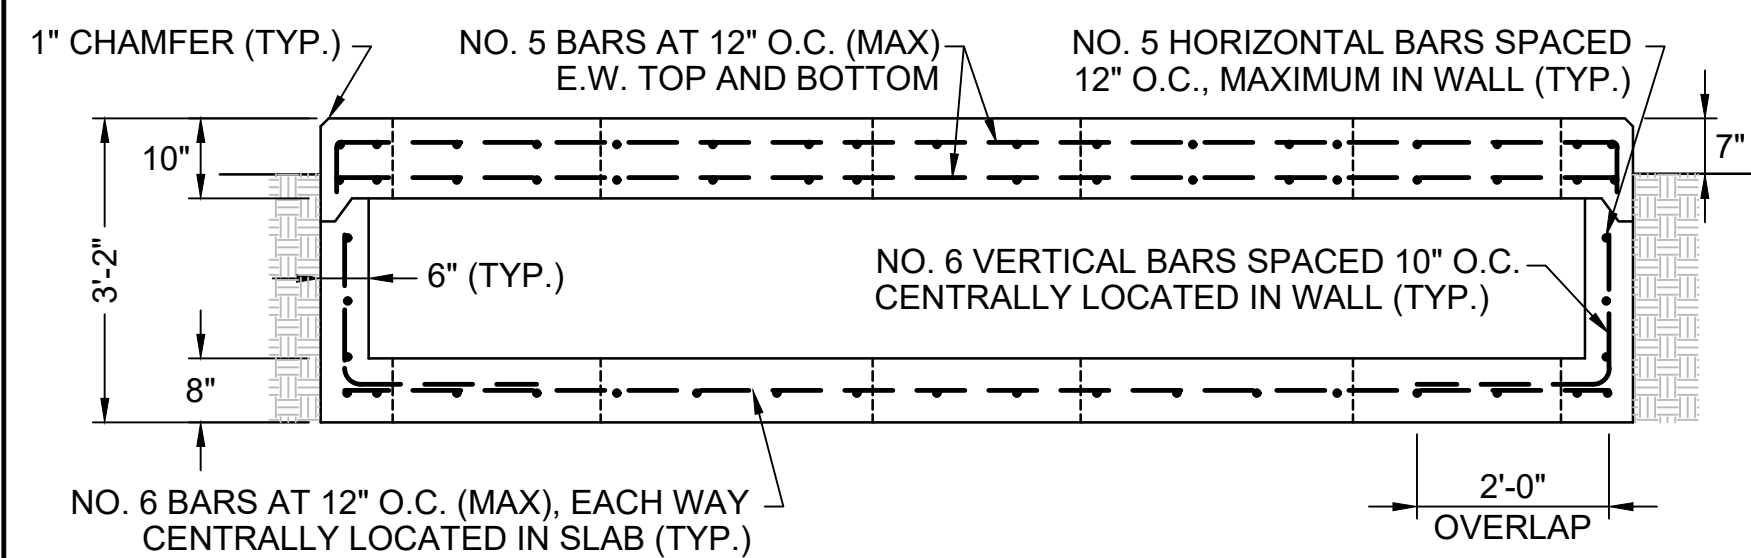 1" CHAMFER (TYP.)
NO. 5 BARS AT 12" O.C. (MAX)
E.W. TOP AND BOTTOM
NO. 5 HORIZONTAL BARS SPACED
12" O.C., MAXIMUM IN WALL (TYP.)
10"
7"
3'-2"
6" (TYP.)
NO. 6 VERTICAL BARS SPACED 10" O.C.
CENTRALLY LOCATED IN WALL (TYP.)
8"
NO. 6 BARS AT 12" O.C. (MAX), EACH WAY
CENTRALLY LOCATED IN SLAB (TYP.)
2'-0"
OVERLAP